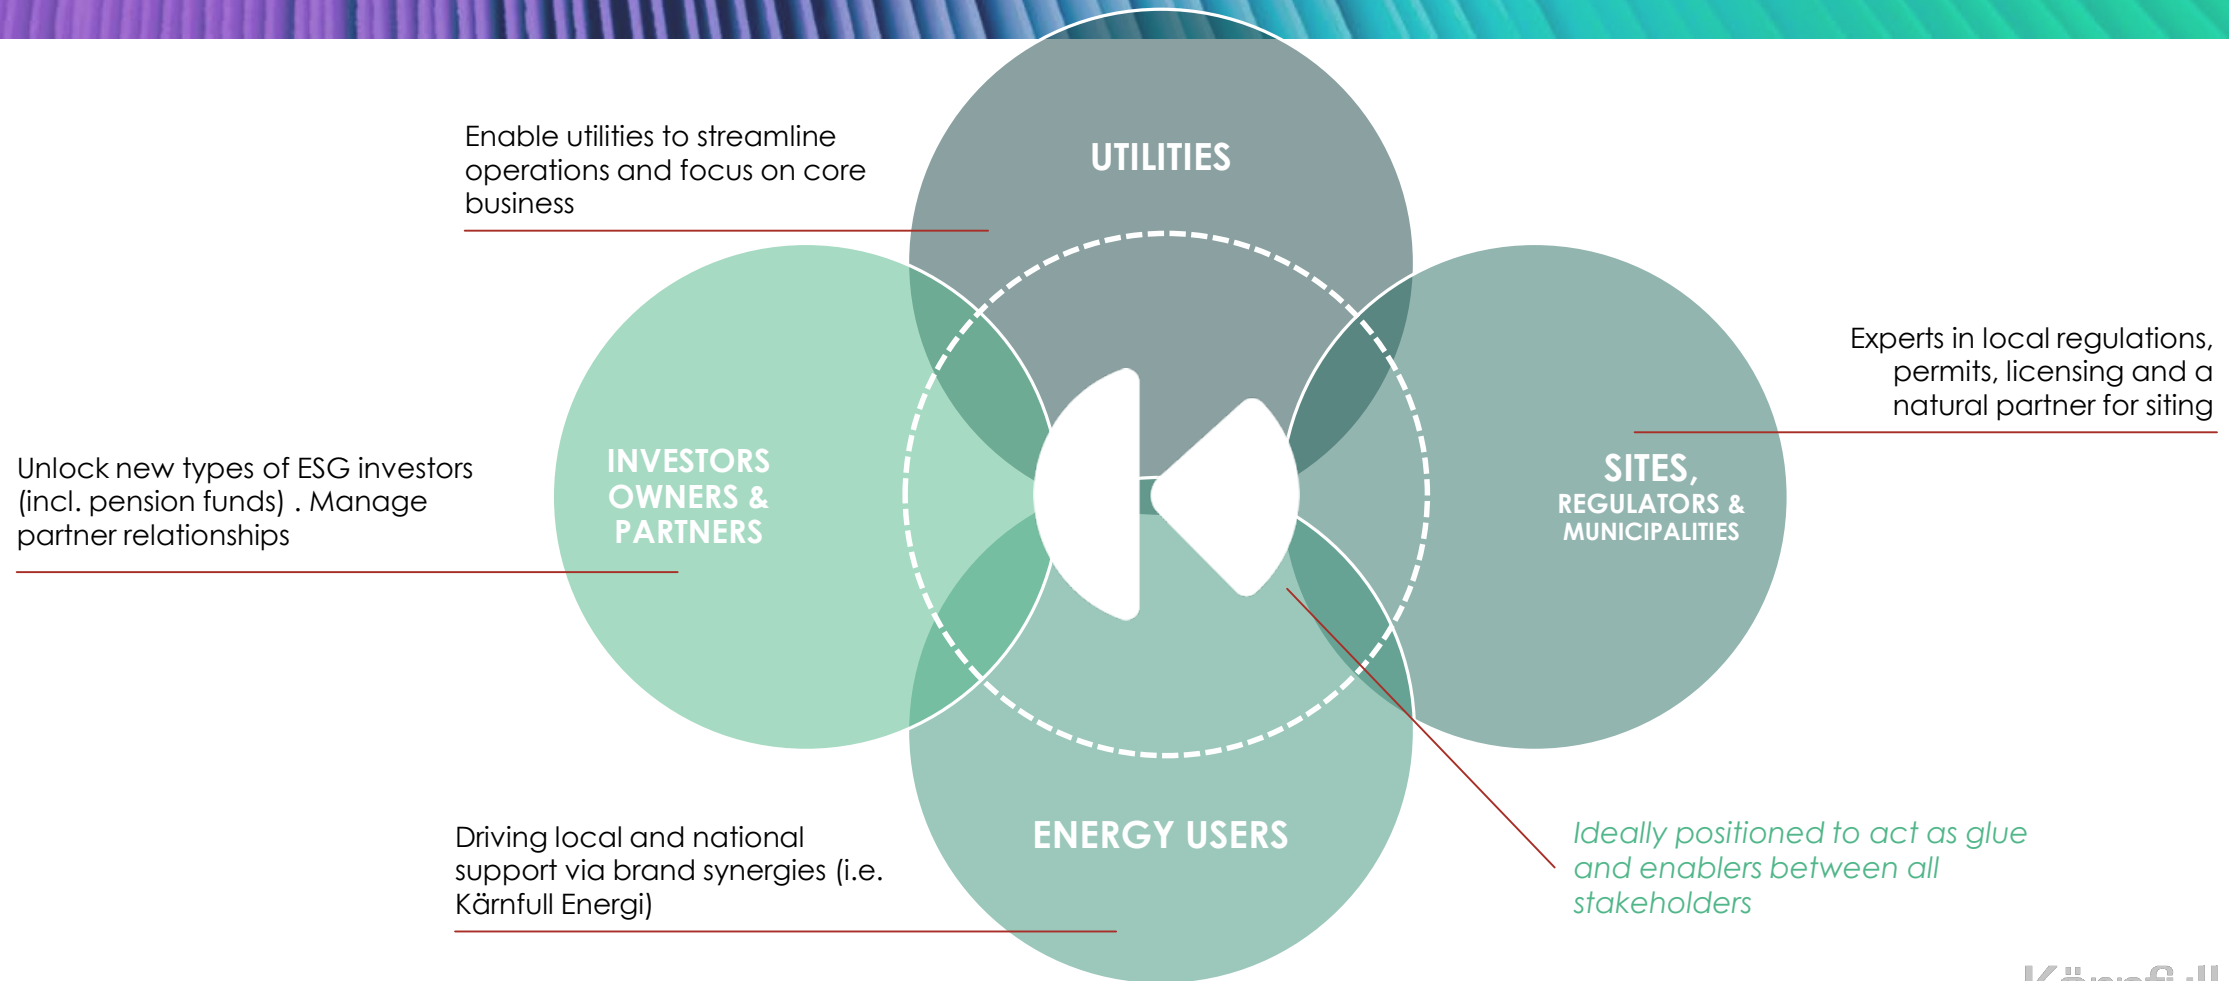 UTILITIES
Enable utilities to streamline
operations and focus on core
business
Experts in local regulations,
permits, licensing and a
natural partner for siting
INVESTORS
OWNERS &
PARTNERS
SITES,
REGULATORS &
MUNICIPALITIES
Unlock new types of ESG investors
(incl. pension funds) . Manage
partner relationships
ENERGY USERS
Driving local and national
support via brand synergies (i.e.
Kärnfull Energi)
Ideally positioned to act as glue
and enablers between all
stakeholders
Kärnfull